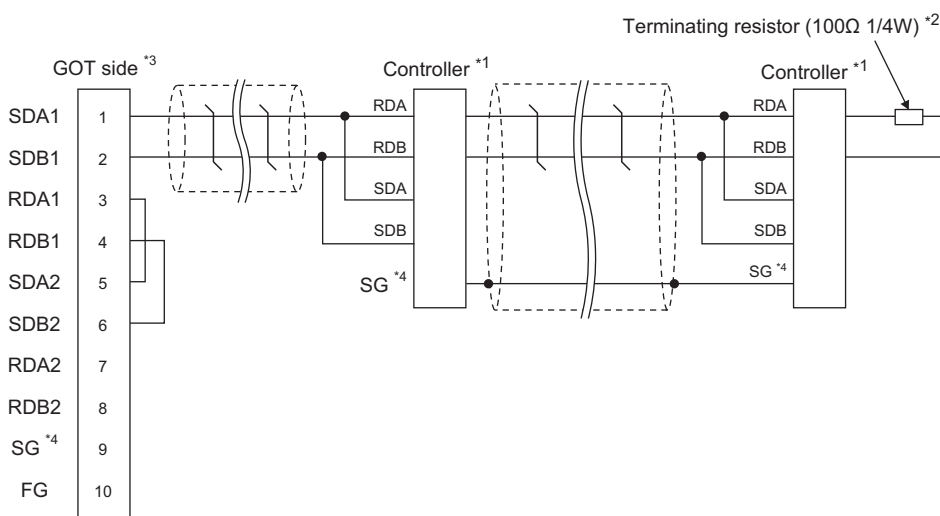 Terminating resistor (100Ω 1/4W) *2
GOT side *3
Controller *1
Controller *1
SDA1 1
SDB1 2
RDA1 3
RDB1 4
SDA2 5
SDB2 6
RDA2 7
RDB2 8
SG *4 9
FG 10
RDA
RDB
SDA
SDB
SG *4
RDA
RDB
SDA
SDB
SG *4